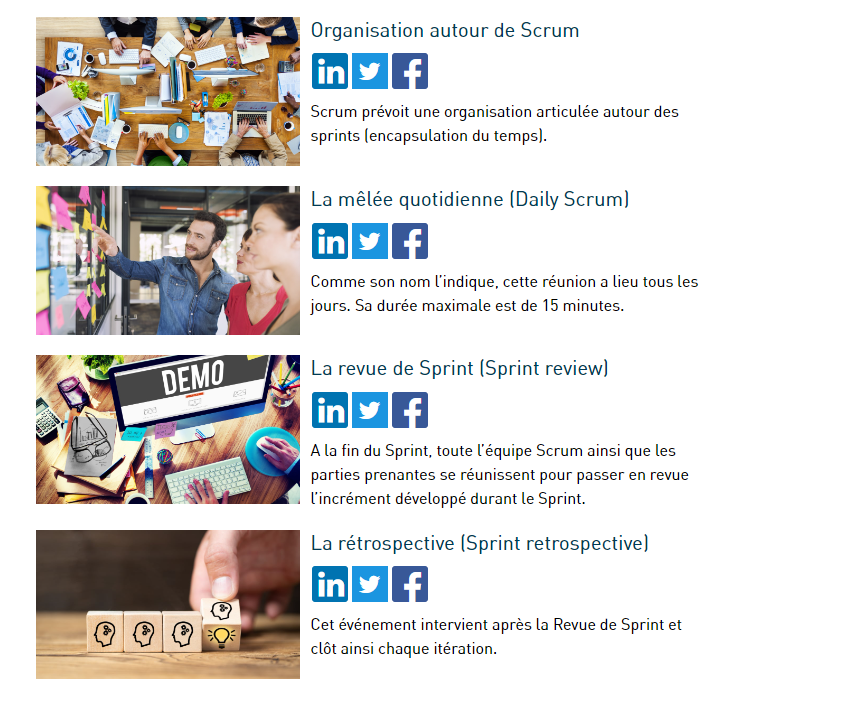 Organisation autour de Scrum
in f
Scrum prévoit une organisation articulée autour des
sprints (encapsulation du temps).
La mêlée quotidienne (Daily Scrum)
in f
Comme son nom l'indique, cette réunion a lieu tous les
jours. Sa durée maximale est de 15 minutes.
DEMO
La revue de Sprint (Sprint review)
in f
A la fin du Sprint, toute l'équipe Scrum ainsi que les
parties prenantes se réunissent pour passer en revue
l'incrément développé durant le Sprint.
La rétrospective (Sprint retrospective)
in f
Cet événement intervient après la Revue de Sprint et
clôt ainsi chaque itération.